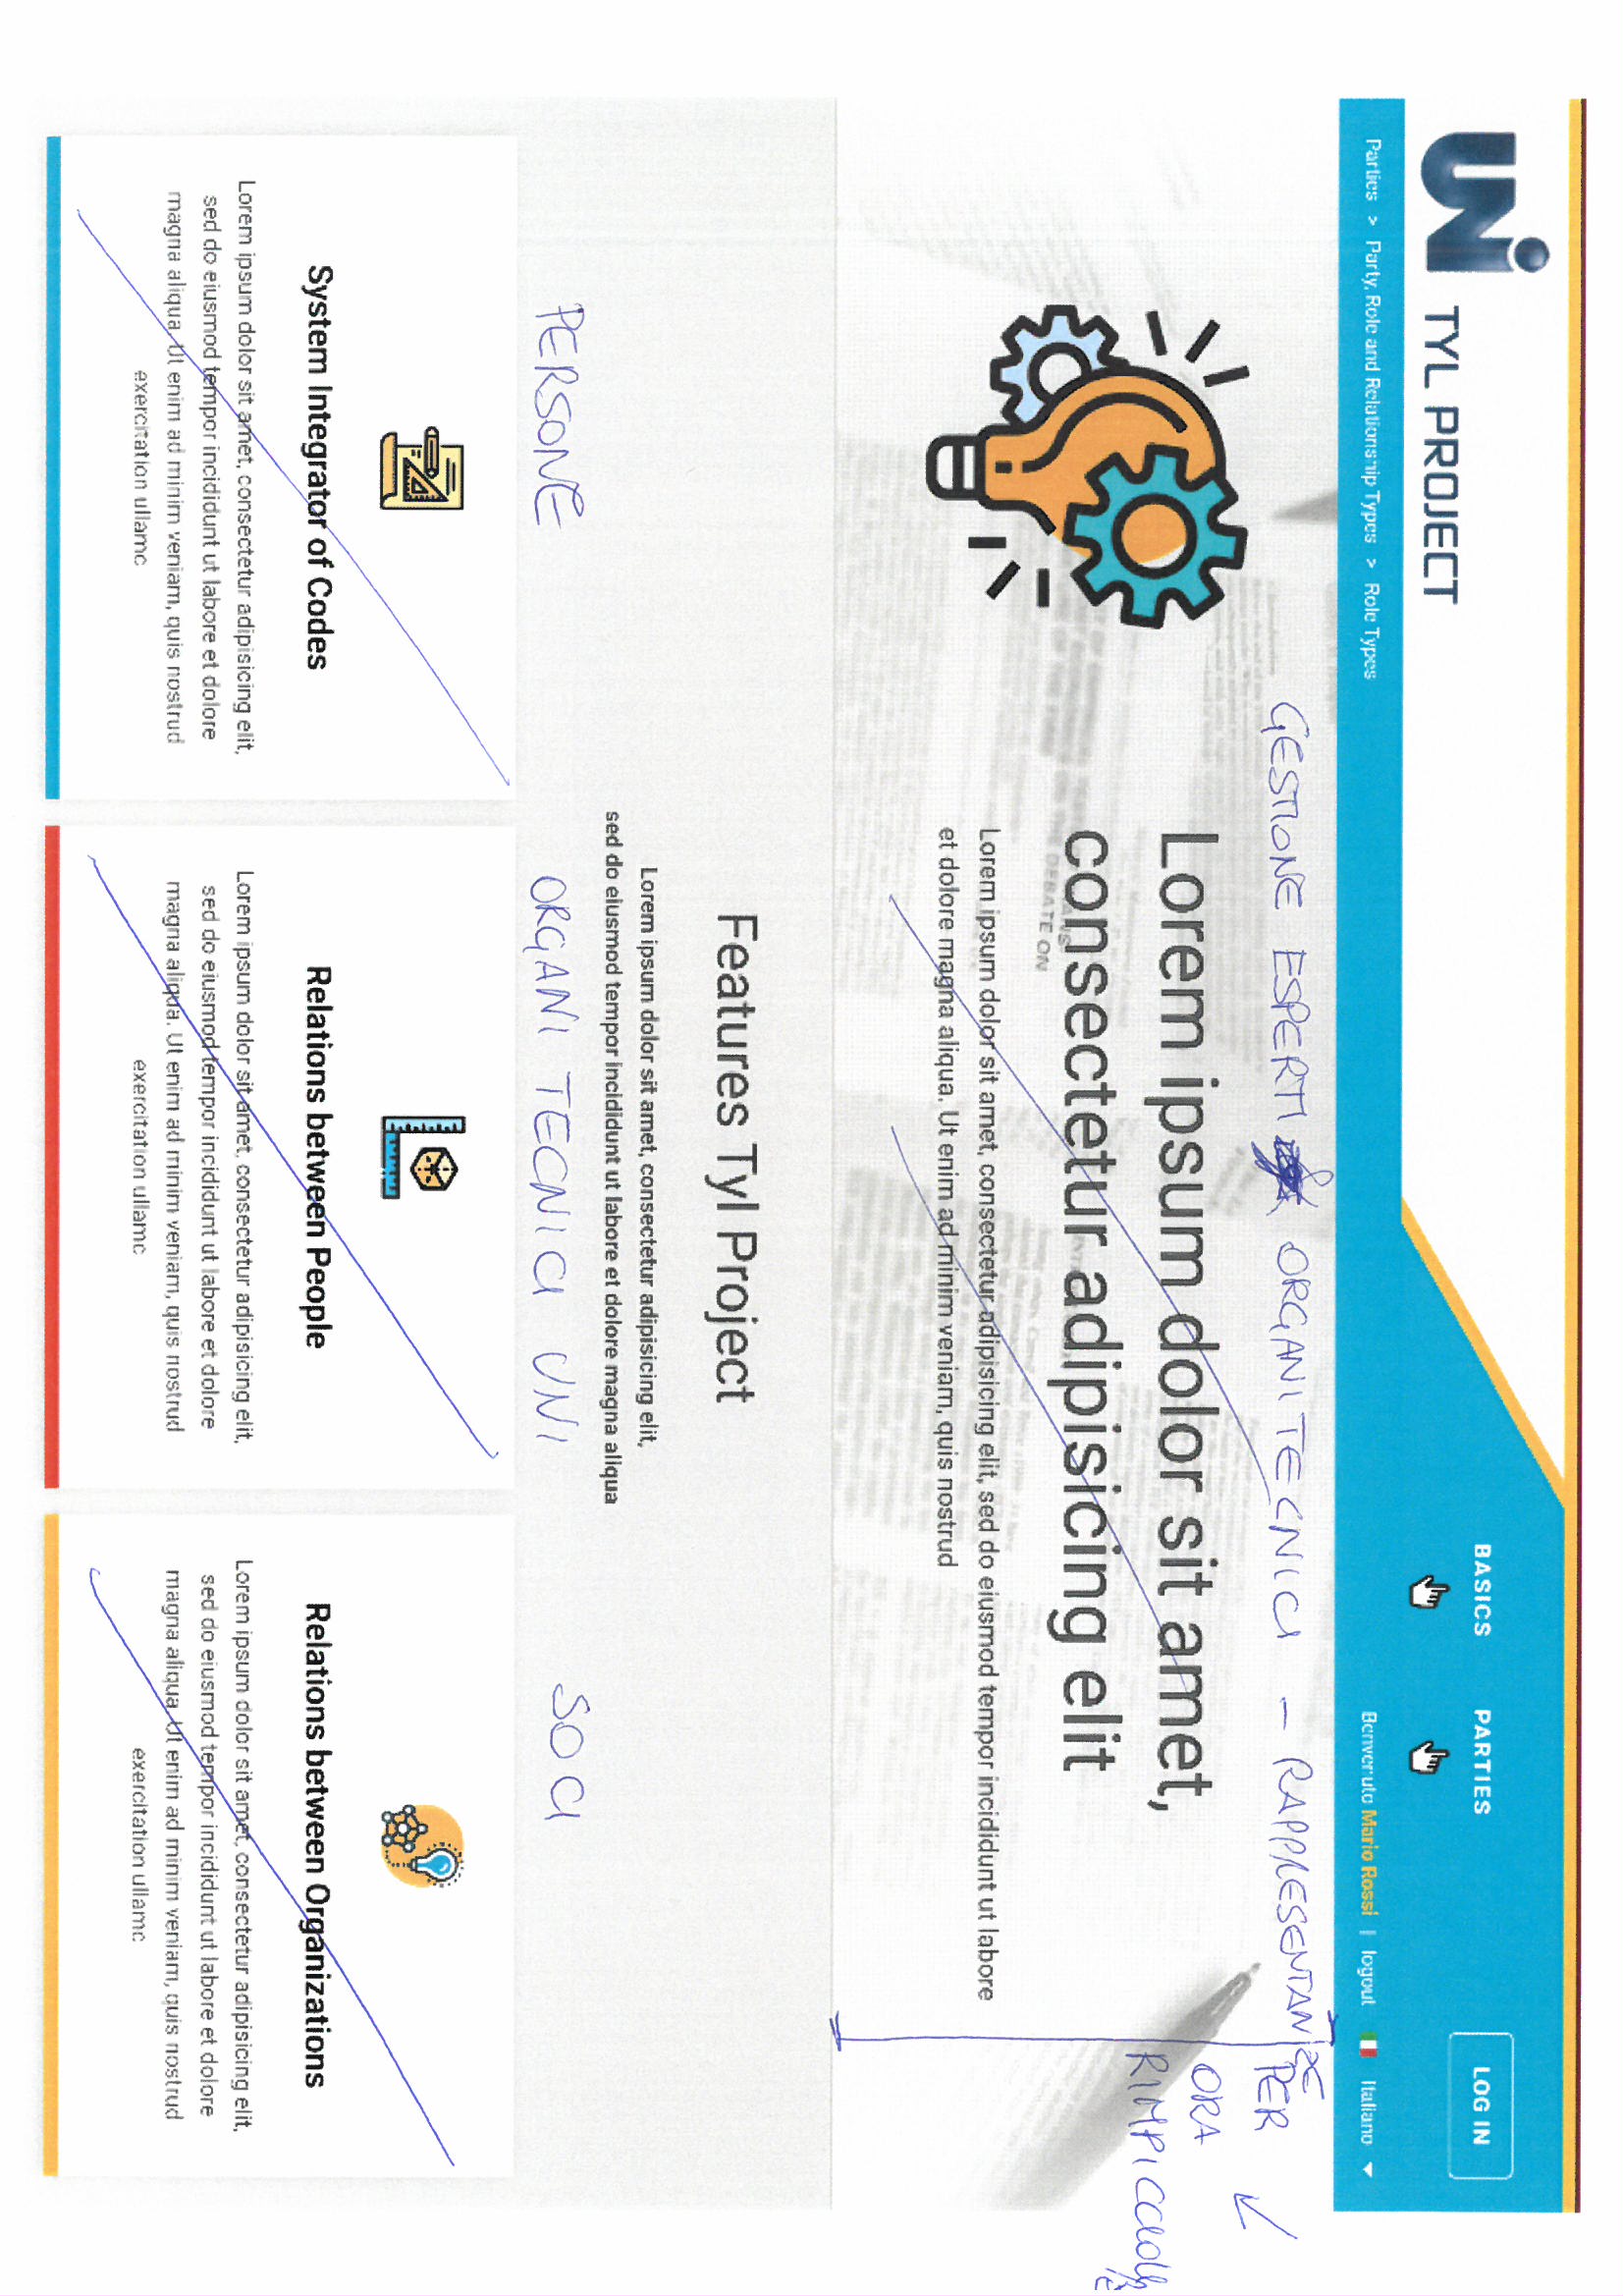 UNi TYL PROJECT
BASICS PARTIES LOG IN
Parties > Party, Role and Relationship Types > Role Types
Benvenuto Mario Rossi | logout Italiano
GESTIONE ESPERTI ORGANI TECNICI - RAPPRESENTANZE
PER
ORA
RIMPICCIOLIRE
Lorem ipsum dolor sit amet,
consectetur adipisicing elit
Lorem ipsum dolor sit amet, consectetur adipisicing elit, sed do eiusmod tempor incididunt ut labore
et dolore magna aliqua. Ut enim ad minim veniam, quis nostrud
DEBATE ON
Features Tyl Project
Lorem ipsum dolor sit amet, consectetur adipisicing elit,
sed do eiusmod tempor incididunt ut labore et dolore magna aliqua
PERSONE
ORGANI TECNICI UNI
SOCI
System Integrator of Codes
Lorem ipsum dolor sit amet, consectetur adipisicing elit,
sed do eiusmod tempor incididunt ut labore et dolore
magna aliqua. Ut enim ad minim veniam, quis nostrud
exercitation ullamc
Relations between People
Lorem ipsum dolor sit amet, consectetur adipisicing elit,
sed do eiusmod tempor incididunt ut labore et dolore
magna aliqua. Ut enim ad minim veniam, quis nostrud
exercitation ullamc
Relations between Organizations
Lorem ipsum dolor sit amet, consectetur adipisicing elit,
sed do eiusmod tempor incididunt ut labore et dolore
magna aliqua. Ut enim ad minim veniam, quis nostrud
exercitation ullamc